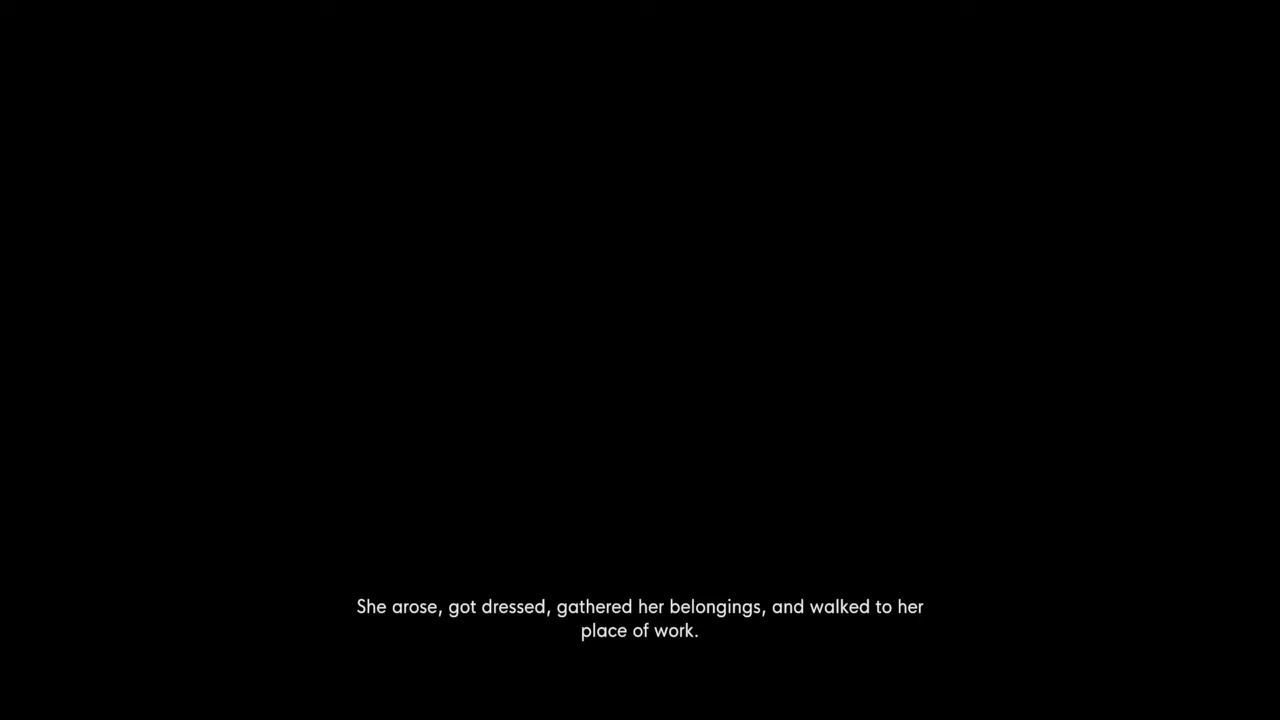 She arose, got dressed, gathered her belongings, and walked to her
place of work.